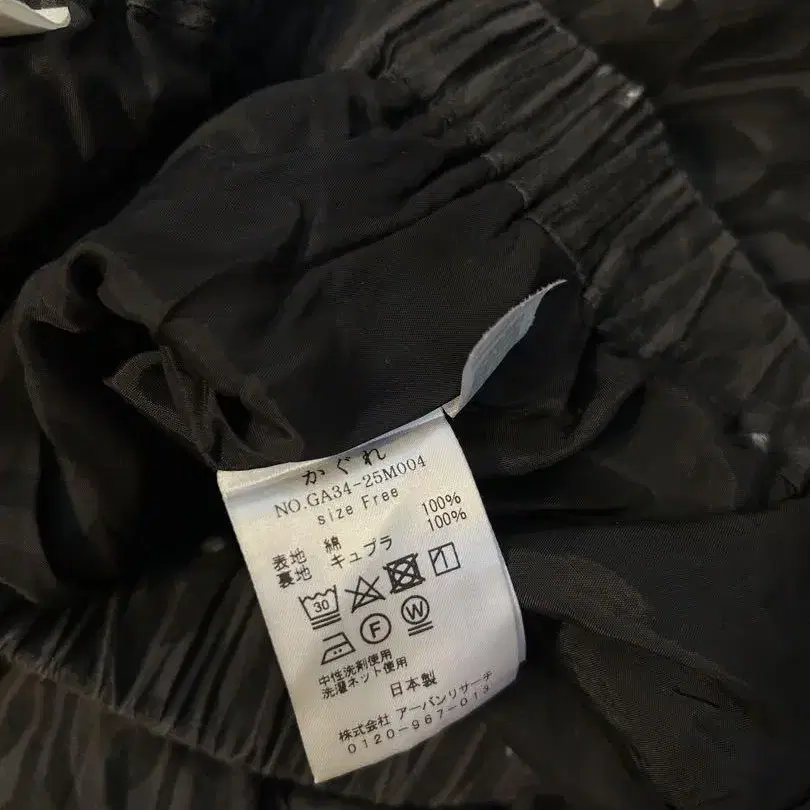 かぐれ
NO.GA34-25M004
size Free
表地 綿 100%
裏地 キュプラ 100%
30
F W
中性洗剤使用
洗濯ネット使用
日本製
株式会社 アーバンリサーチ
0120-967-013